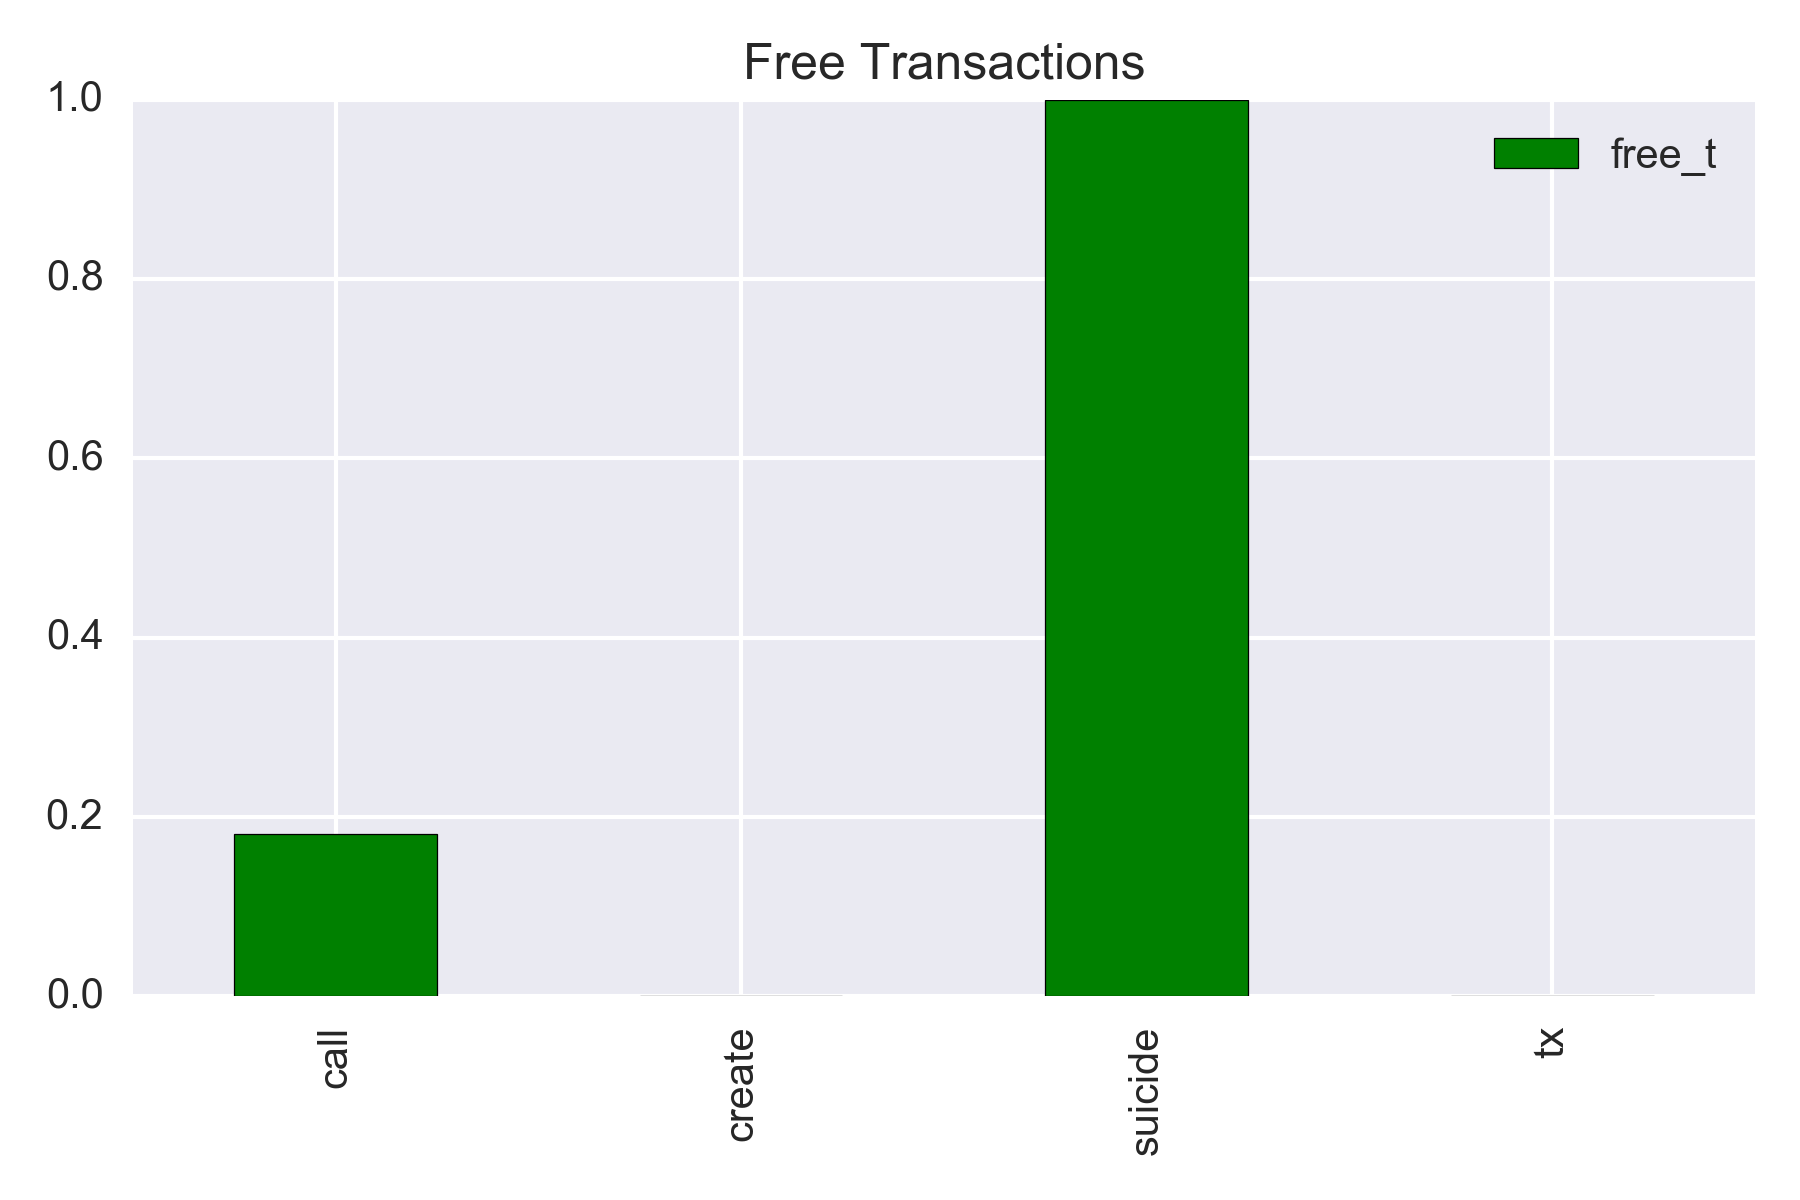 Free Transactions
1.0
0.8
0.6
0.4
0.2
0.0
free_t
call
create
suicide
tx